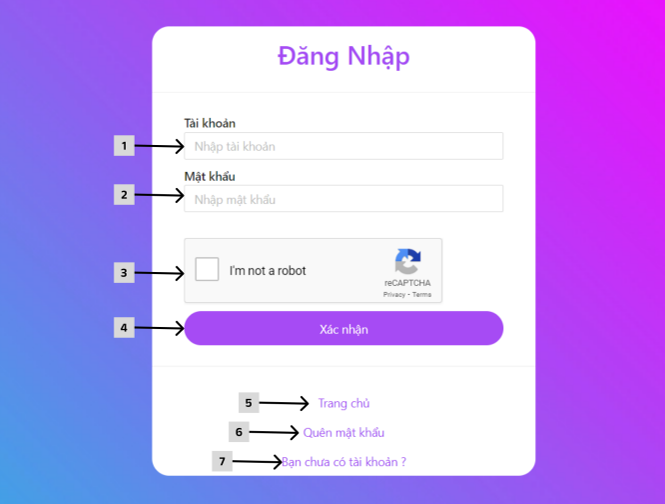 Đăng Nhập
Tài khoản
1 Nhập tài khoản
Mật khẩu
2 Nhập mật khẩu
3 I'm not a robot
reCAPTCHA
Privacy - Terms
4 Xác nhận
5 Trang chủ
6 Quên mật khẩu
7 Bạn chưa có tài khoản ?